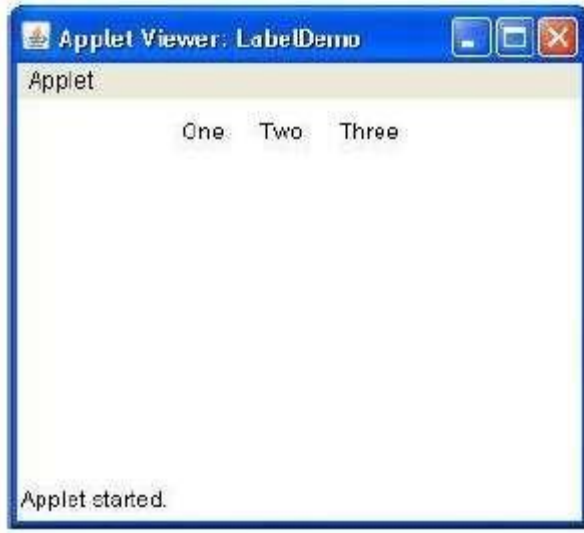 Applet Viewer: LabelDemo
Applet
One Two Three
Applet started.